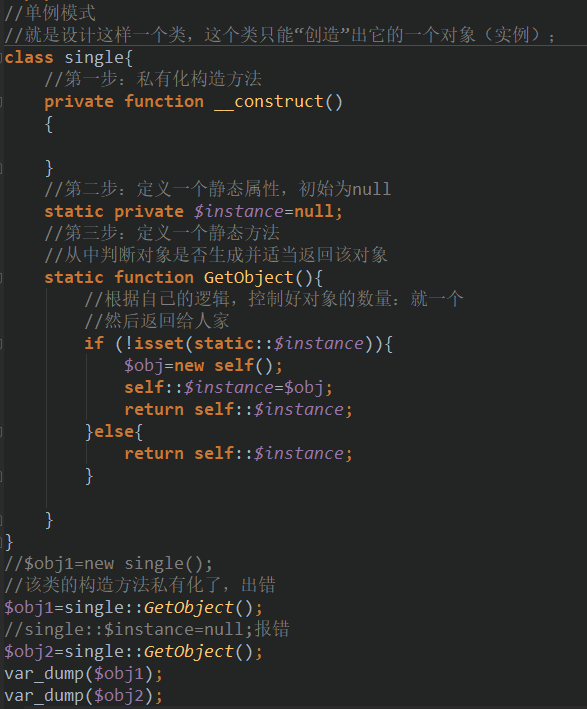 //单例模式
//就是设计这样一个类，这个类只能“创造”出它的一个对象（实例）；
class single{
//第一步：私有化构造方法
private function __construct()
{
}
//第二步：定义一个静态属性，初始为null
static private $instance=null;
//第三步：定义一个静态方法
//从中判断对象是否生成并适当返回该对象
static function GetObject(){
//根据自己的逻辑，控制好对象的数量：就一个
//然后返回给人家
if (!isset(static::$instance)){
$obj=new self();
self::$instance=$obj;
return self::$instance;
}else{
return self::$instance;
}
}
}
//$obj1=new single();
//该类的构造方法私有化了，出错
$obj1=single::GetObject();
//single::$instance=null;报错
$obj2=single::GetObject();
var_dump($obj1);
var_dump($obj2);